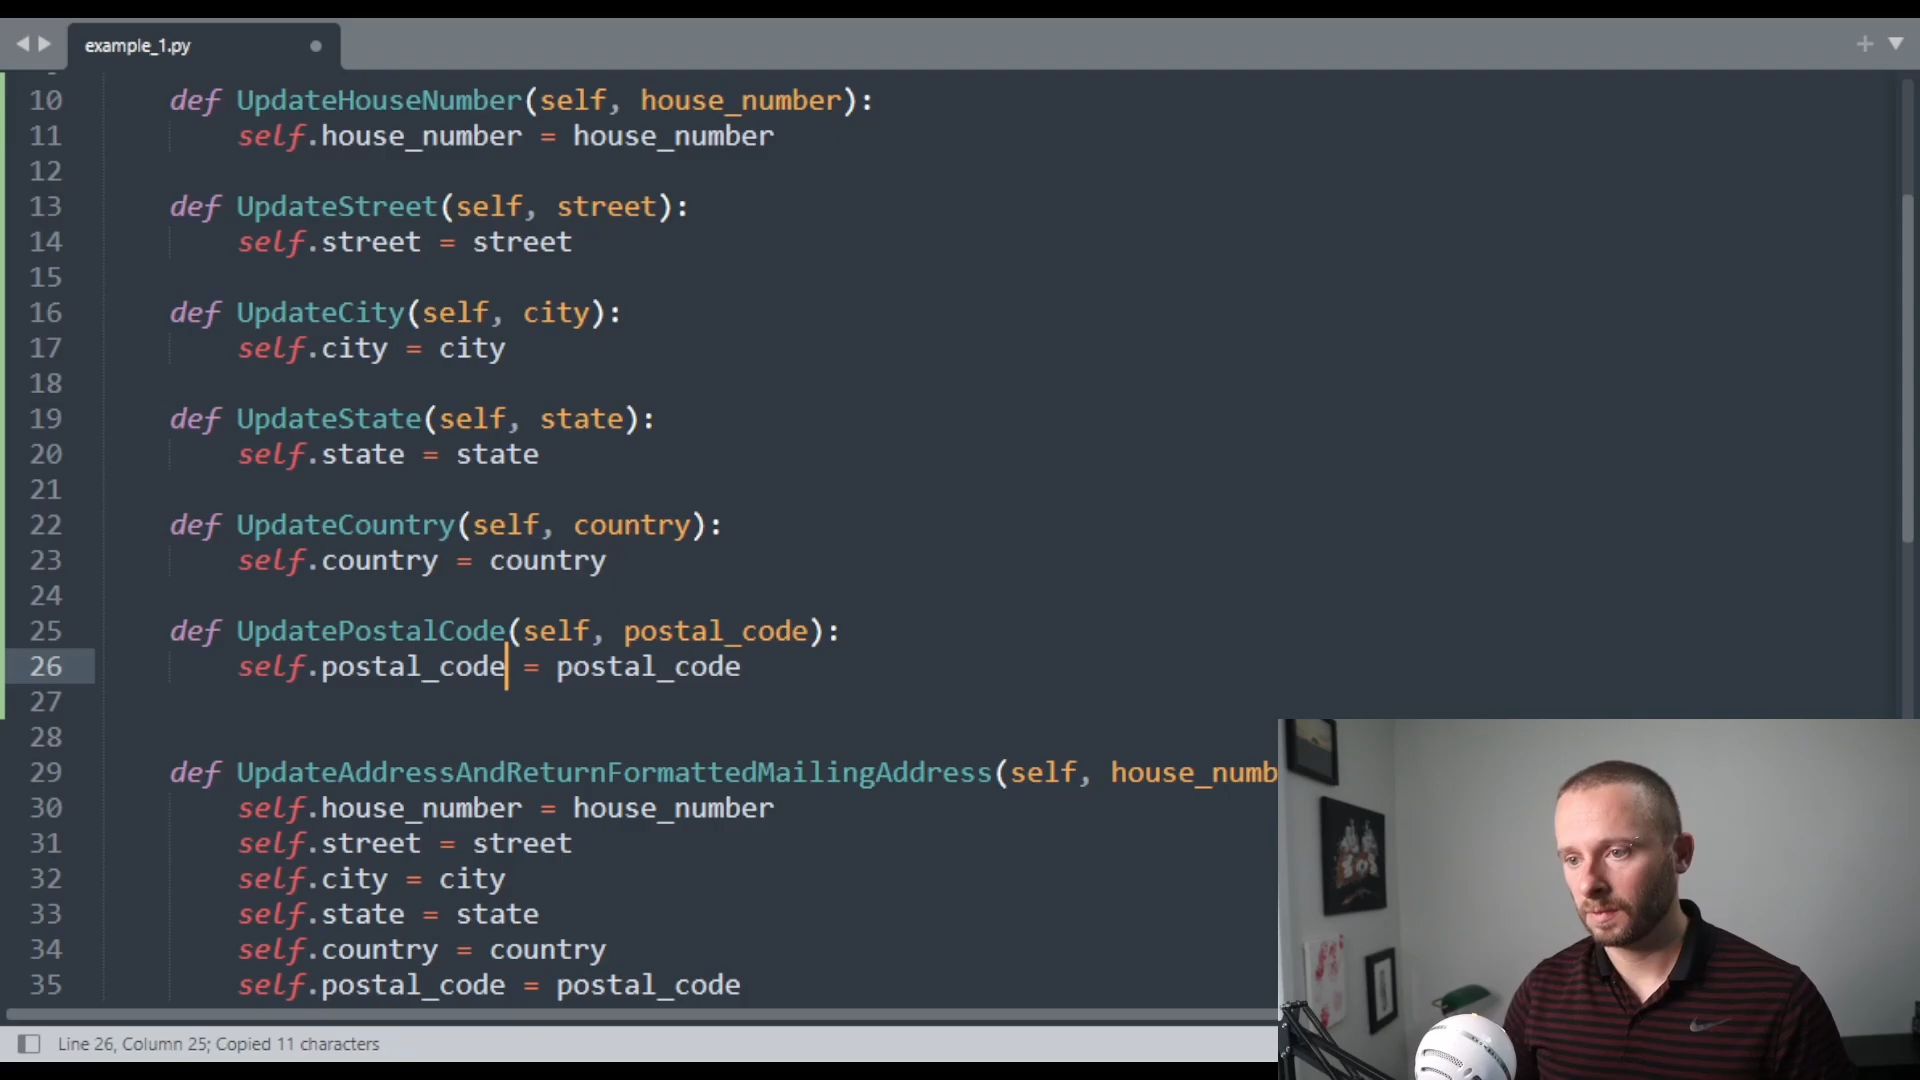 example_1.py
10 def UpdateHouseNumber(self, house_number):
11 self.house_number = house_number
12
13 def UpdateStreet(self, street):
14 self.street = street
15
16 def UpdateCity(self, city):
17 self.city = city
18
19 def UpdateState(self, state):
20 self.state = state
21
22 def UpdateCountry(self, country):
23 self.country = country
24
25 def UpdatePostalCode(self, postal_code):
26 self.postal_code = postal_code
27
28
29 def UpdateAddressAndReturnFormattedMailingAddress(self, house_numb
30 self.house_number = house_number
31 self.street = street
32 self.city = city
33 self.state = state
34 self.country = country
35 self.postal_code = postal_code
Line 26, Column 25; Copied 11 characters